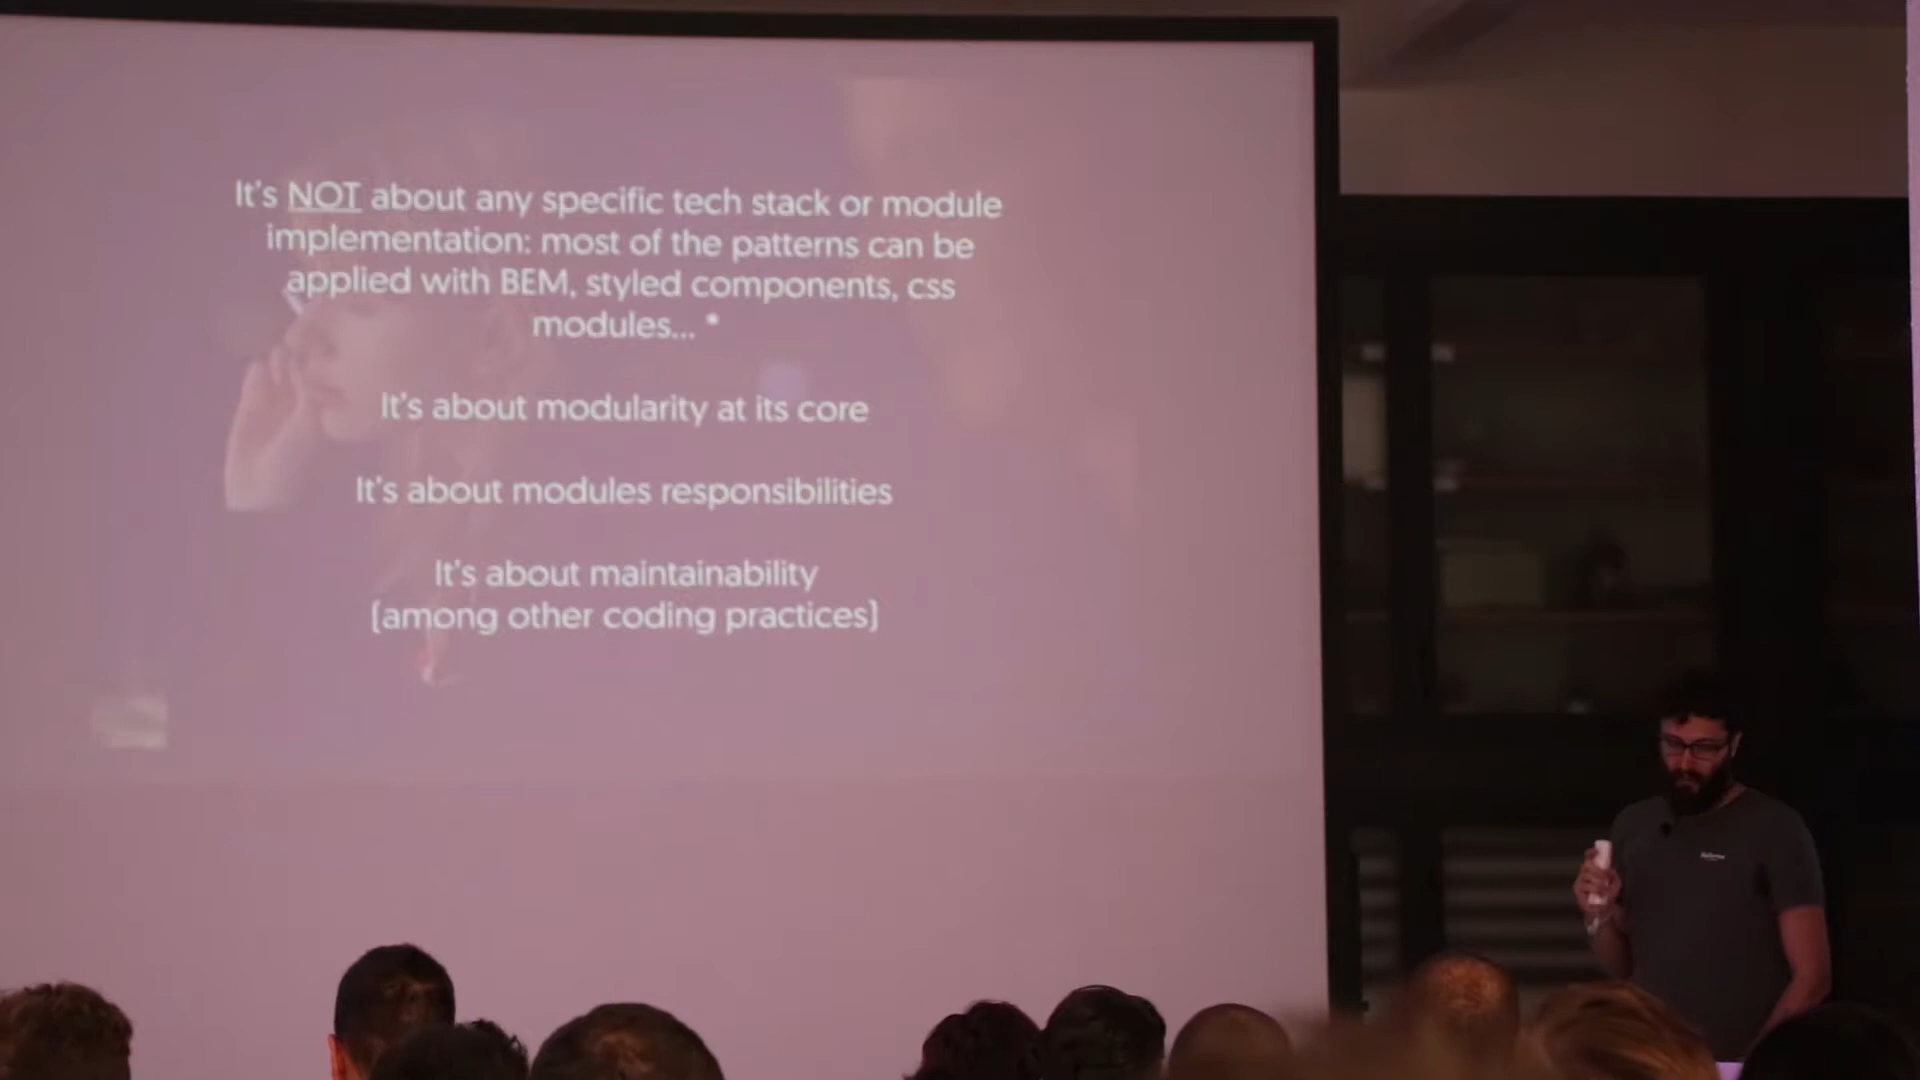 It's NOT about any specific tech stack or module
implementation: most of the patterns can be
applied with BEM, styled components, css
modules... *
It's about modularity at its core
It's about modules responsibilities
It's about maintainability
(among other coding practices)